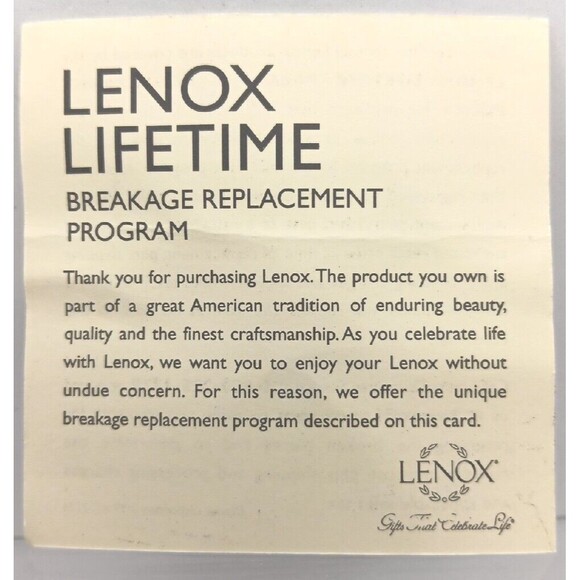 LENOX
LIFETIME
BREAKAGE REPLACEMENT
PROGRAM
Thank you for purchasing Lenox. The product you own is
part of a great American tradition of enduring beauty,
quality and the finest craftsmanship. As you celebrate life
with Lenox, we want you to enjoy your Lenox without
undue concern. For this reason, we offer the unique
breakage replacement program described on this card.
LENOX®
Gifts That Celebrate Life®